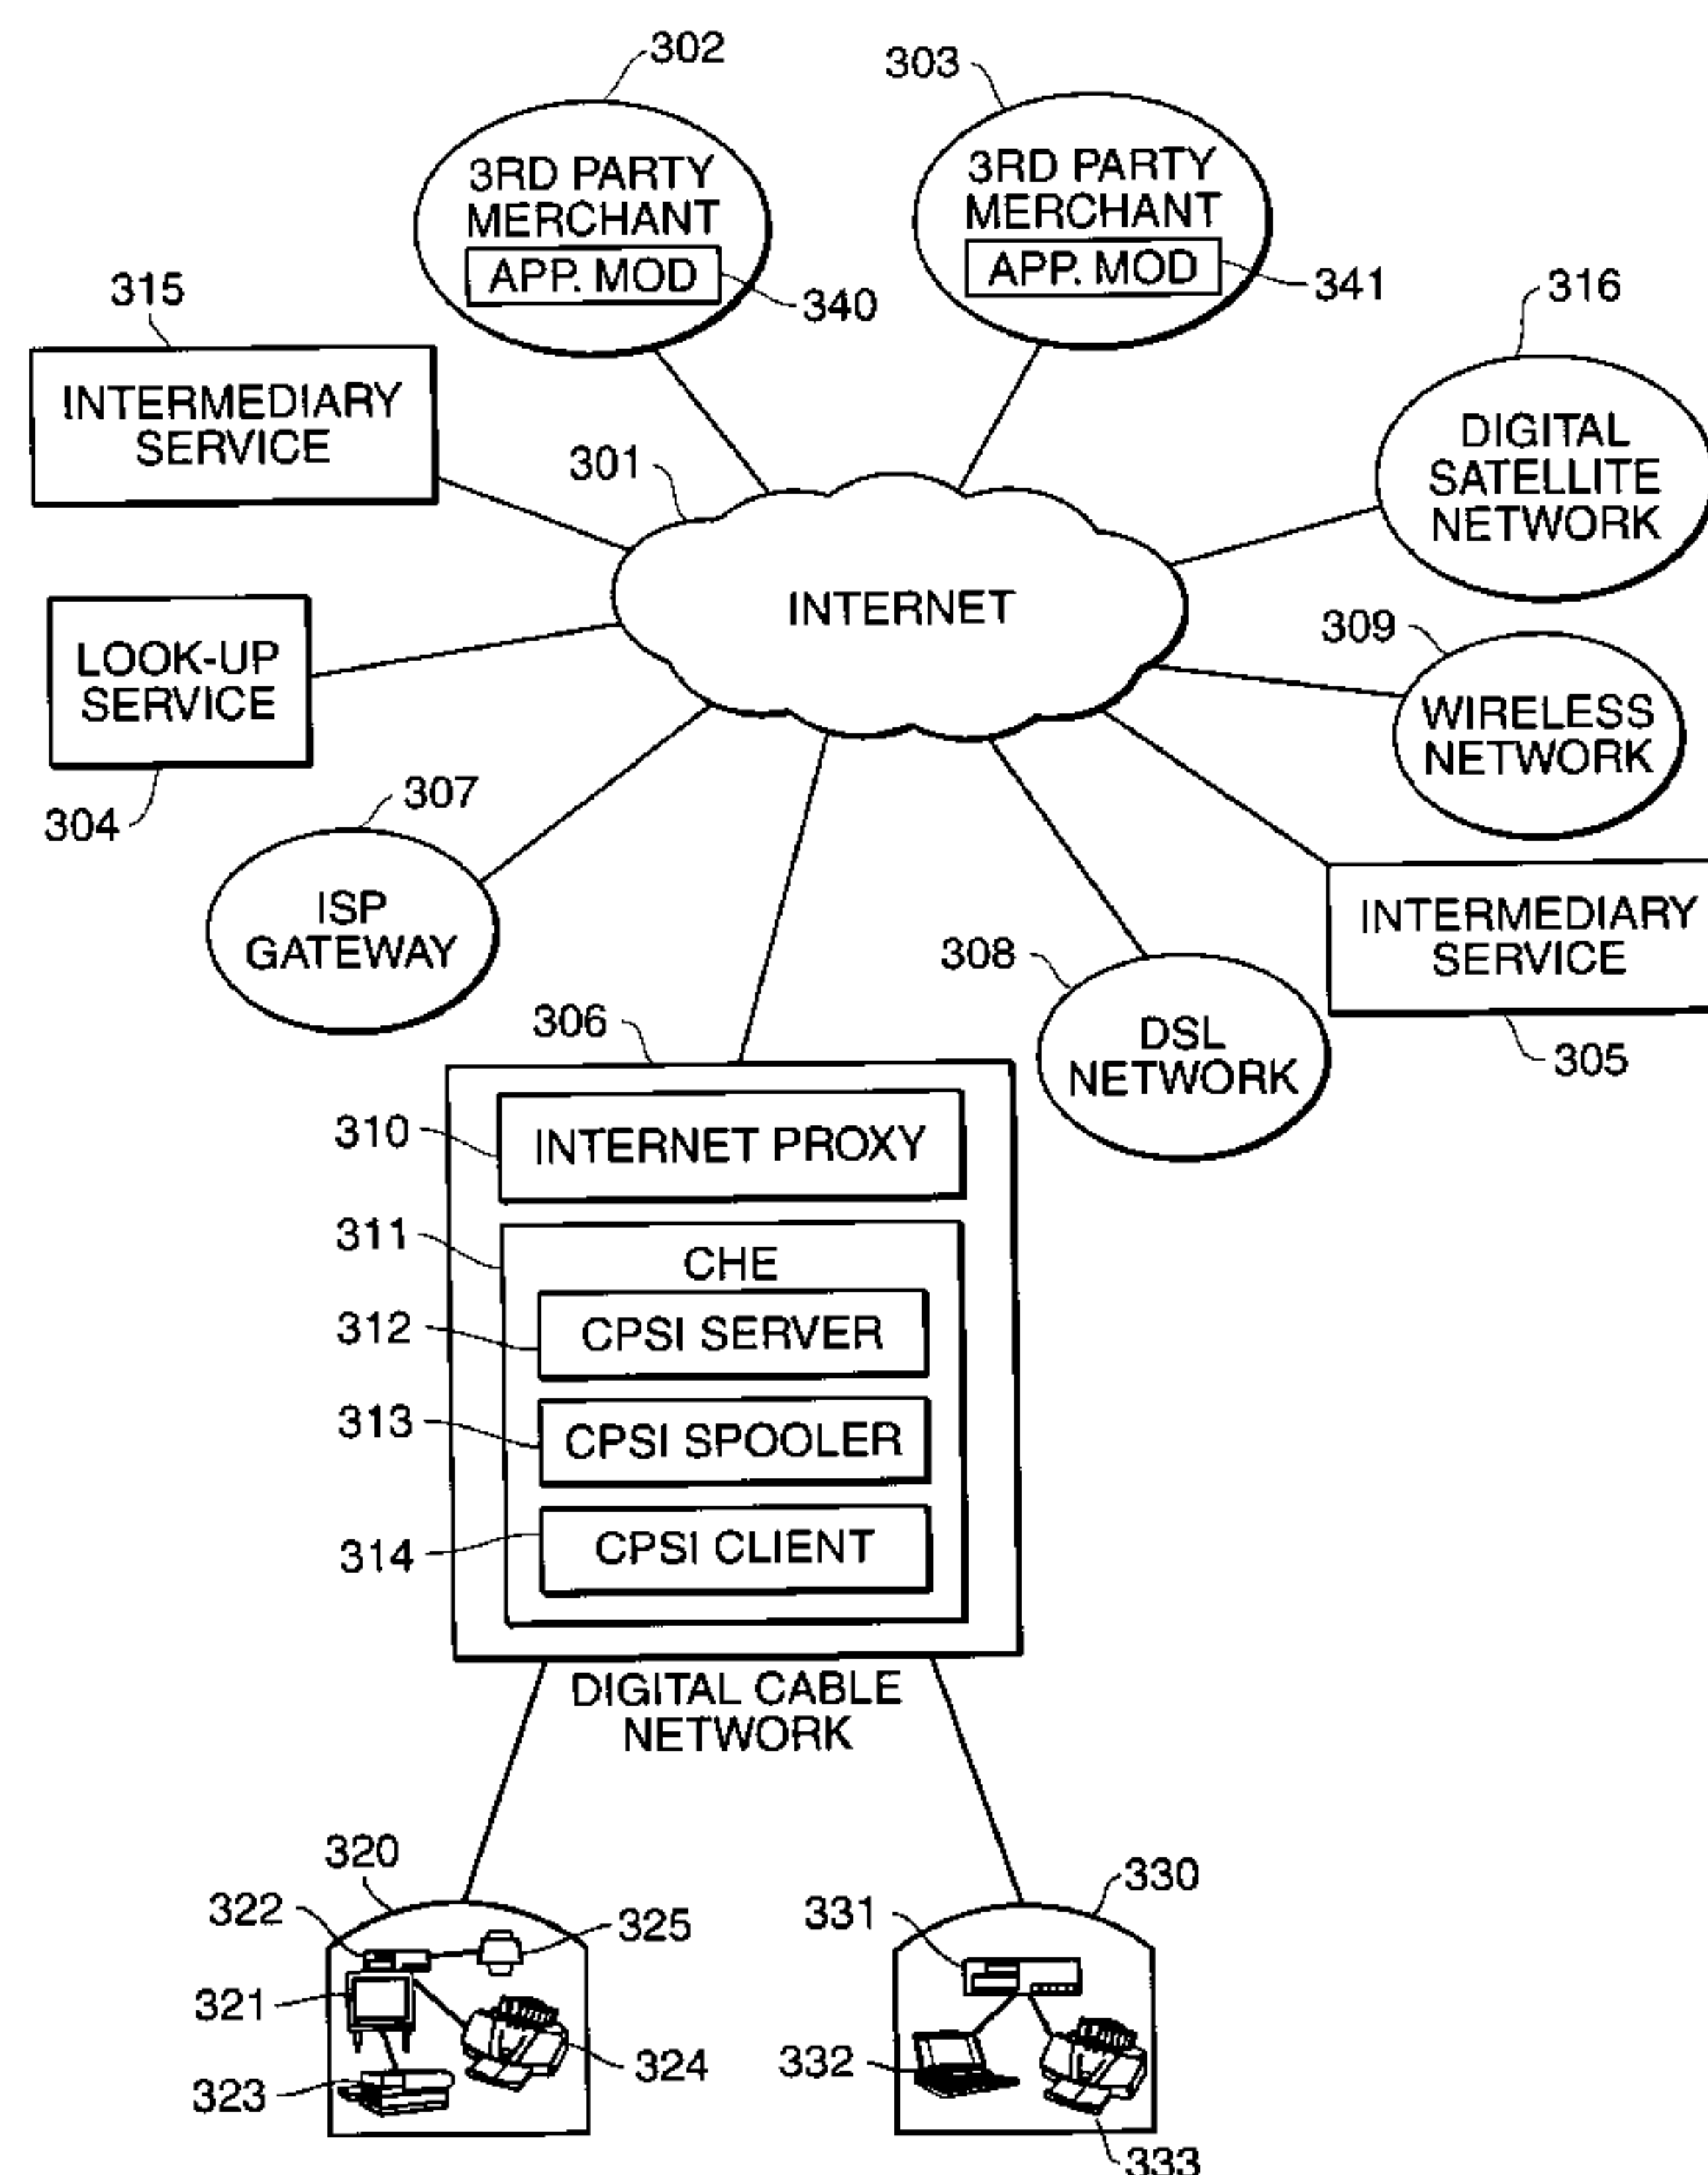 302
303
3RD PARTY
MERCHANT
APP. MOD
340
3RD PARTY
MERCHANT
APP. MOD
341
315
316
INTERMEDIARY
SERVICE
DIGITAL
SATELLITE
NETWORK
301
INTERNET
309
LOOK-UP
SERVICE
WIRELESS
NETWORK
304
307
ISP
GATEWAY
INTERMEDIARY
SERVICE
308
305
306
DSL
NETWORK
310
INTERNET PROXY
311
CHE
312
CPSI SERVER
313
CPSI SPOOLER
314
CPSI CLIENT
DIGITAL CABLE
NETWORK
320
330
322
325
331
321
324
332
323
333